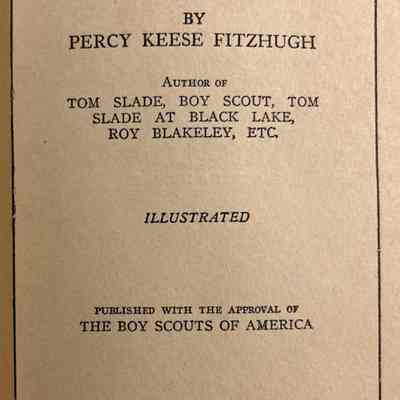 BY
PERCY KEESE FITZHUGH
AUTHOR OF
TOM SLADE, BOY SCOUT, TOM
SLADE AT BLACK LAKE,
ROY BLAKELEY, ETC.
ILLUSTRATED
PUBLISHED WITH THE APPROVAL OF
THE BOY SCOUTS OF AMERICA